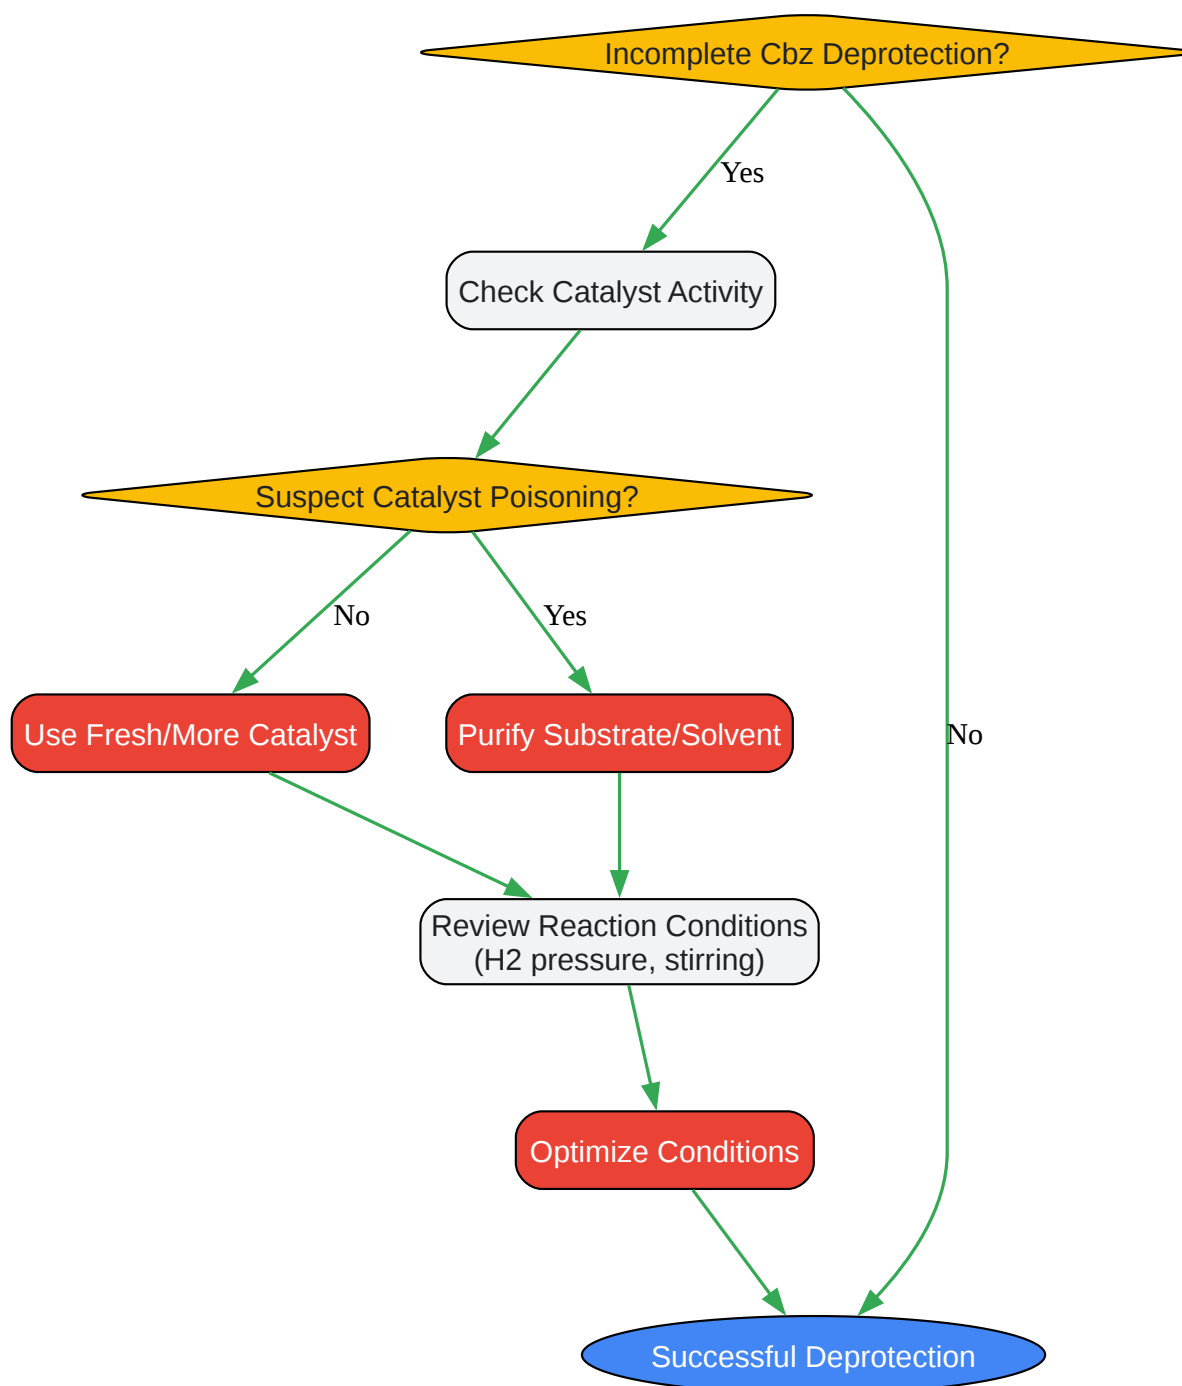 Incomplete Cbz Deprotection?
Yes
Check Catalyst Activity
Suspect Catalyst Poisoning?
No
Yes
Use Fresh/More Catalyst
Purify Substrate/Solvent
No
Review Reaction Conditions
(H2 pressure, stirring)
Optimize Conditions
Successful Deprotection